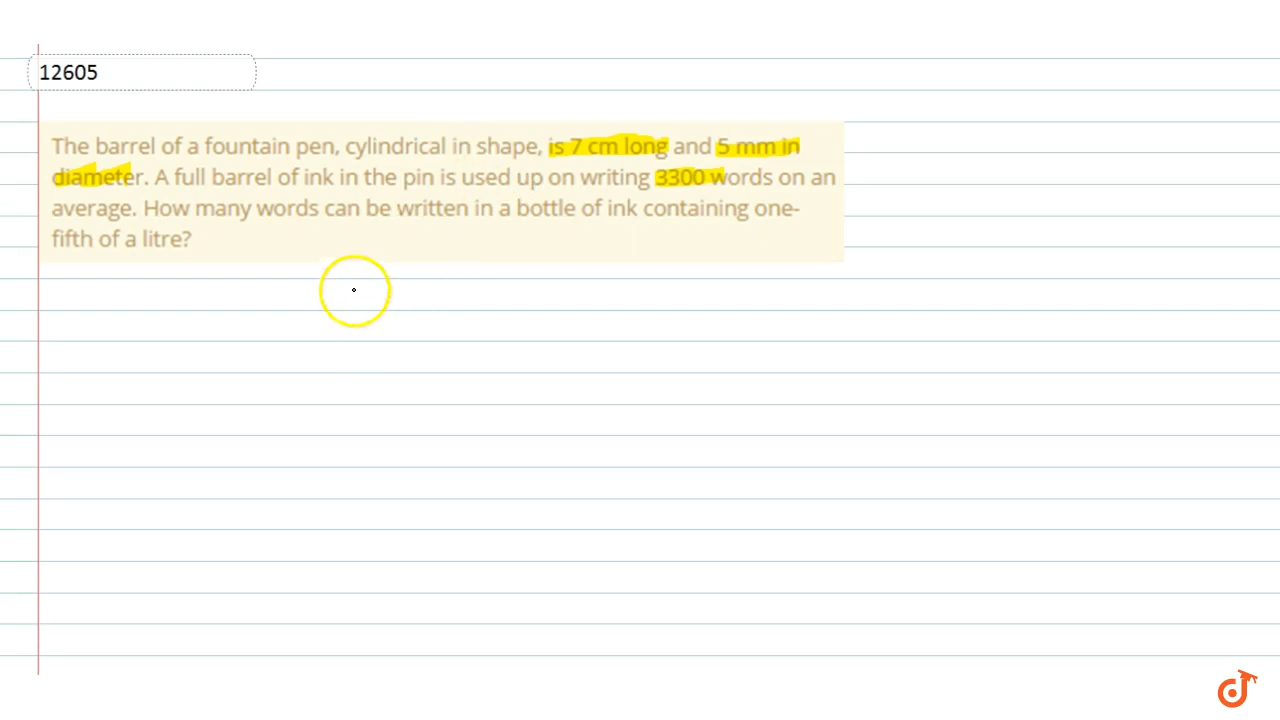 12605
The barrel of a fountain pen, cylindrical in shape, is 7 cm long and 5 mm in
diameter. A full barrel of ink in the pin is used up on writing 3300 words on an
average. How many words can be written in a bottle of ink containing one-
fifth of a litre?